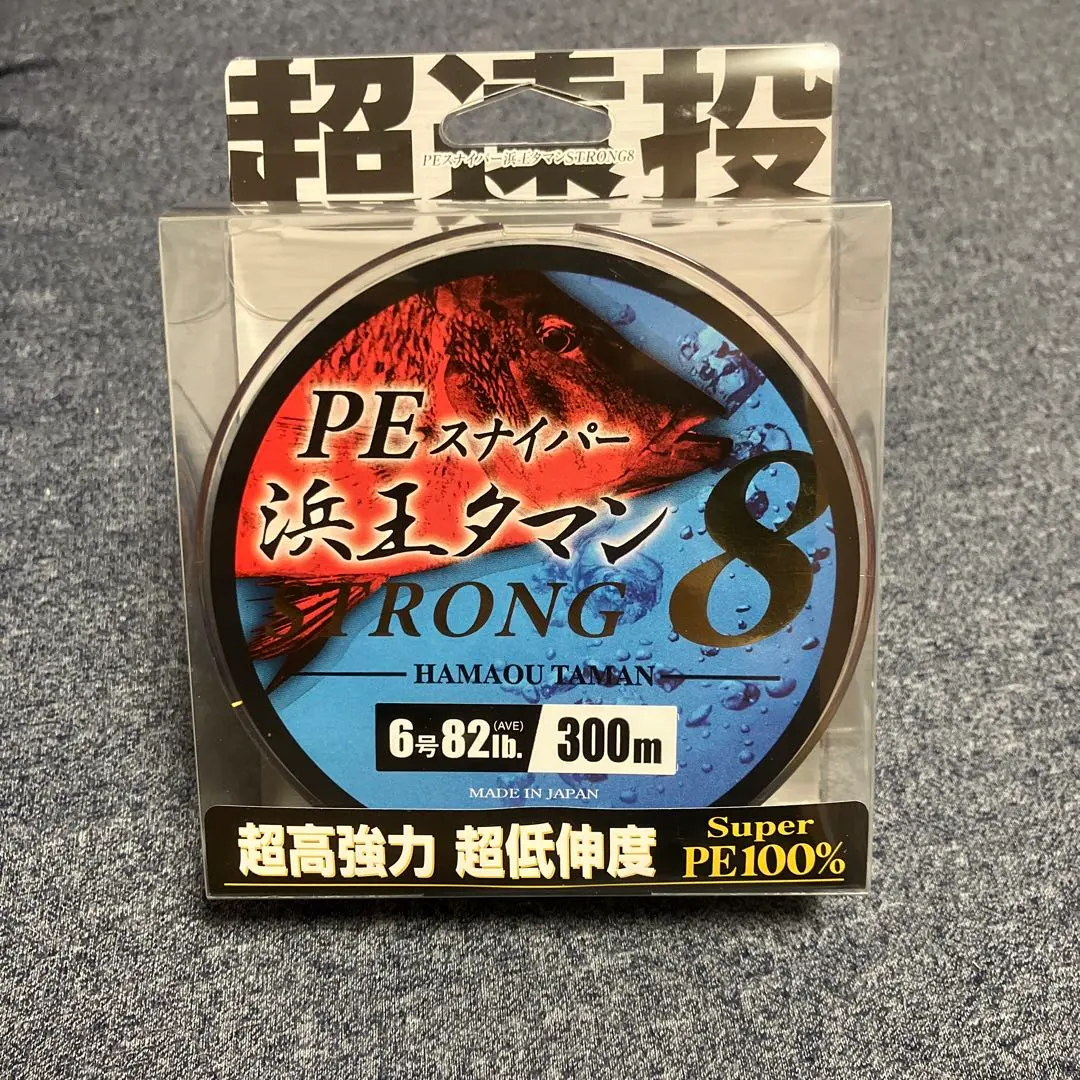 超遠投
PEスナイパー浜王タマンSTRONG8
PEスナイパー
浜王タマン
STRONG 8
HAMAOU TAMAN
6号82lb.(AVE) 300m
MADE IN JAPAN
超高強力 超低伸度
Super
PE100%